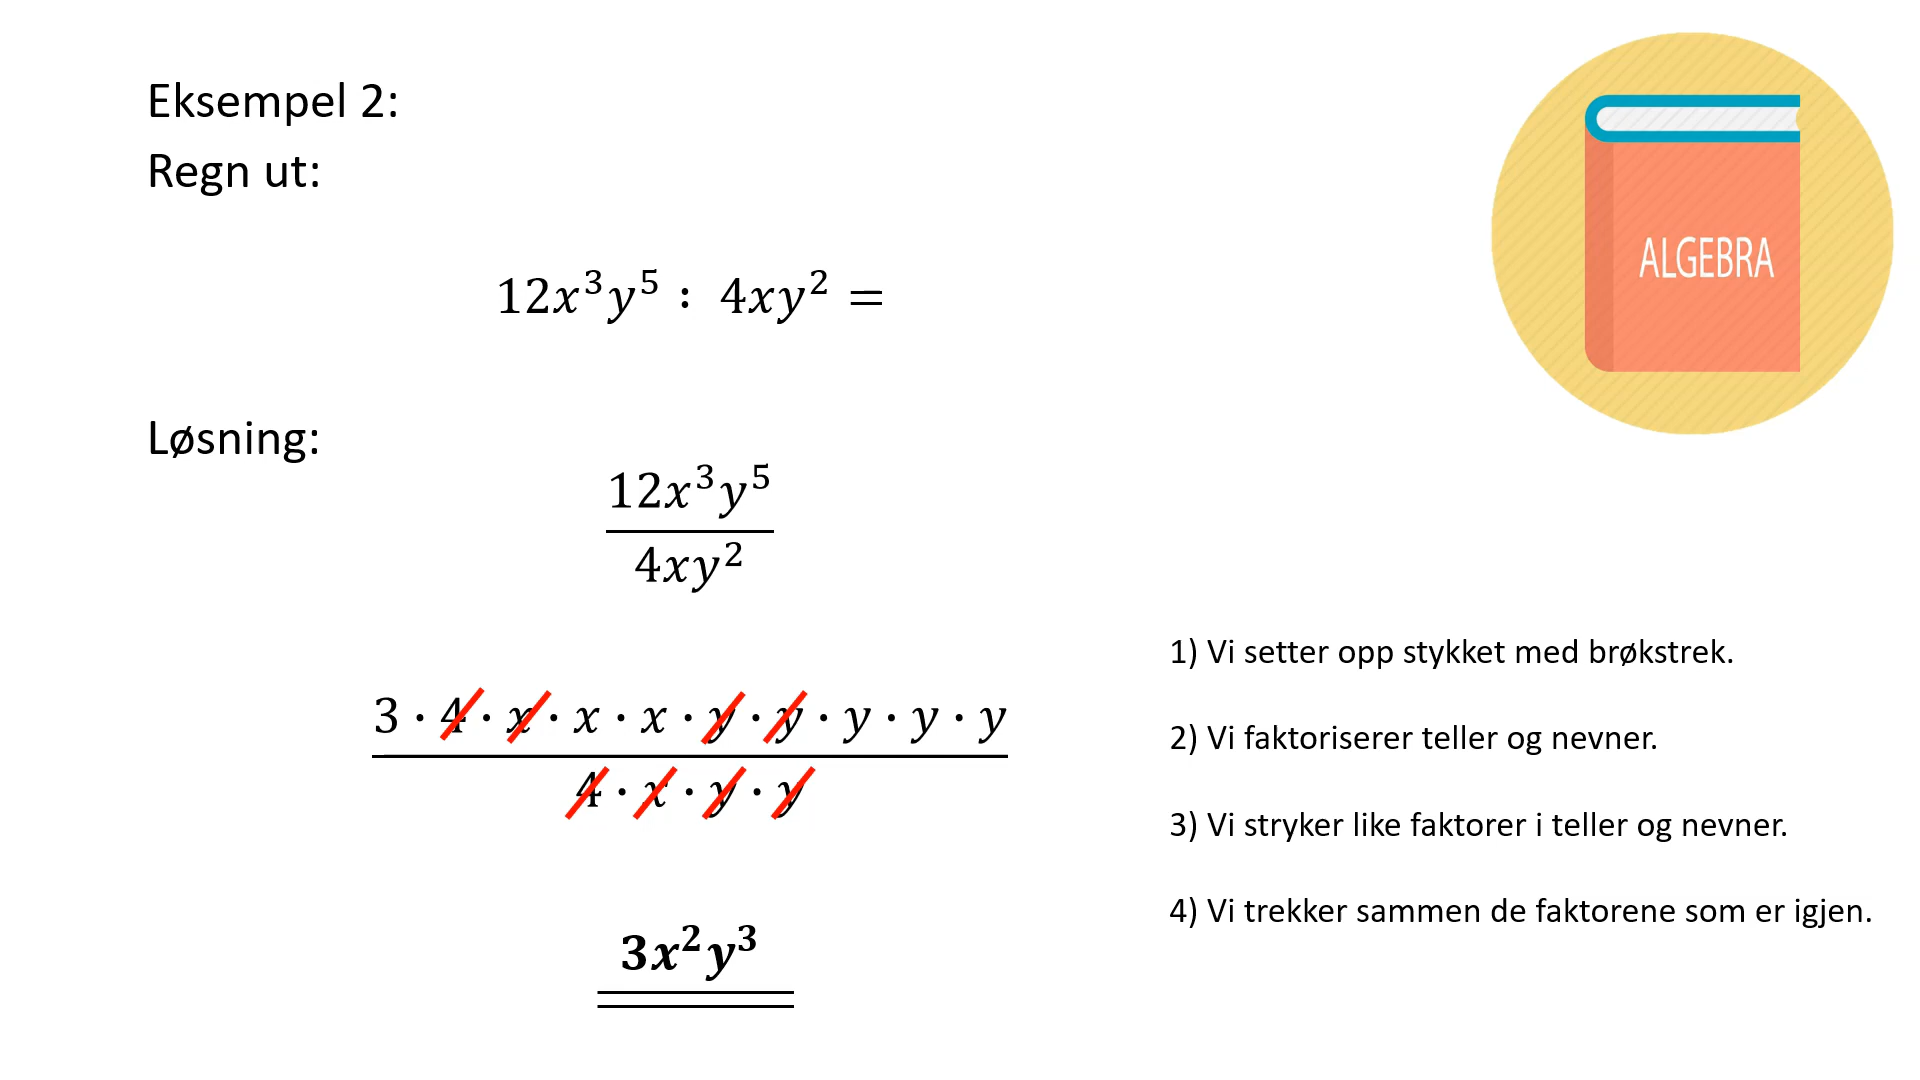 Eksempel 2:
Regn ut:
12x³y⁵ : 4xy² =
ALGEBRA
Løsning:
12x³y⁵
4xy²
3 · 4 · x · x · x · y · y · y · y · y
4 · x · y · y
3x²y³
1) Vi setter opp stykket med brøkstrek.
2) Vi faktoriserer teller og nevner.
3) Vi stryker like faktorer i teller og nevner.
4) Vi trekker sammen de faktorene som er igjen.